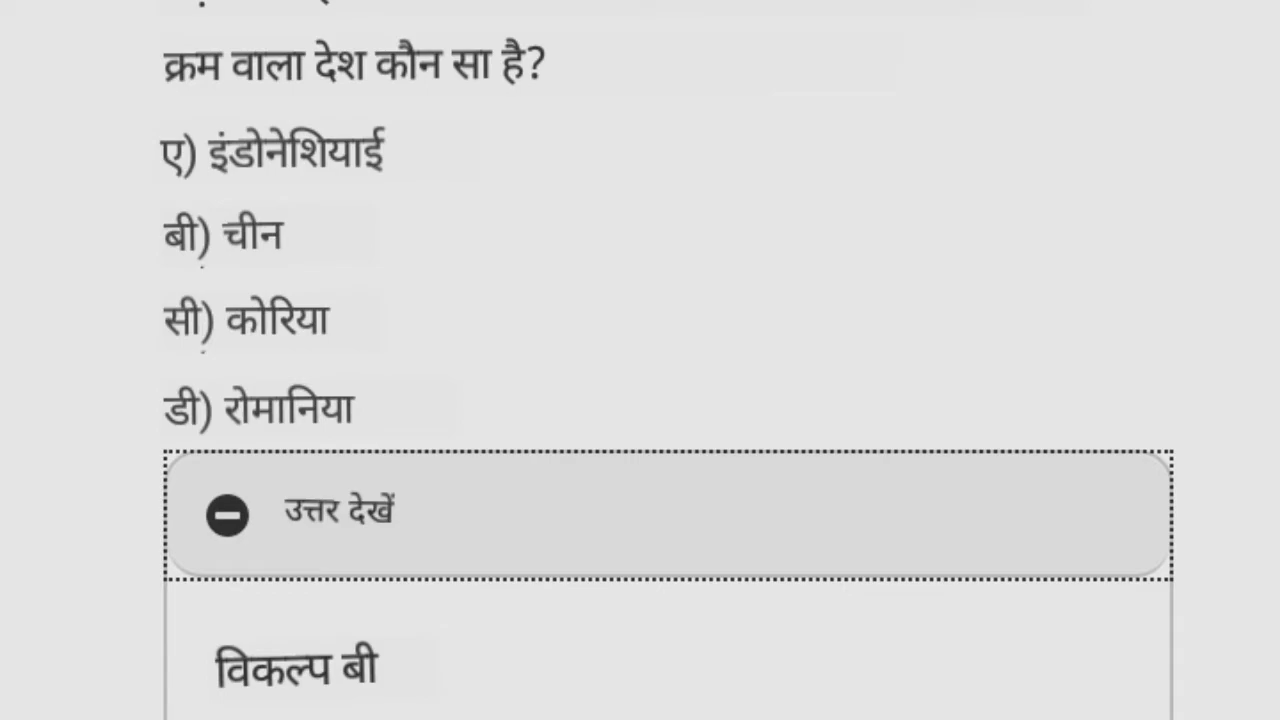 क्रम वाला देश कौन सा है?
ए) इंडोनेशियाई
बी) चीन
सी) कोरिया
डी) रोमानिया
उत्तर देखें
विकल्प बी